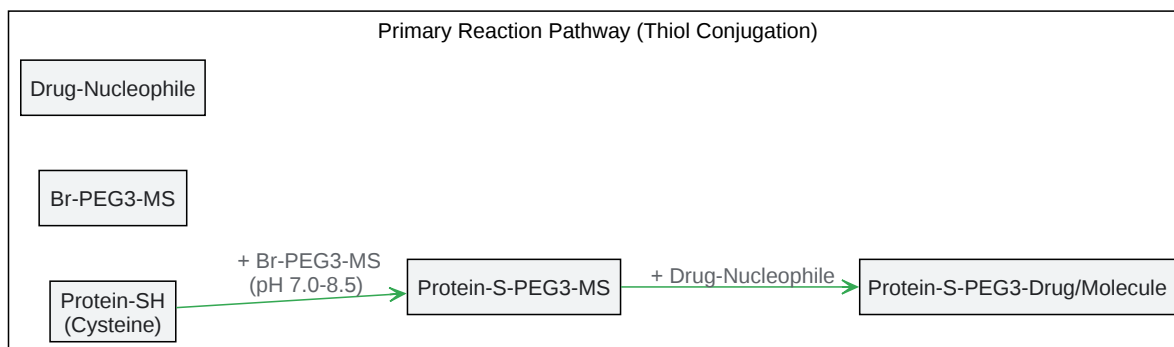 Primary Reaction Pathway (Thiol Conjugation)
Drug-Nucleophile
Br-PEG3-MS
Protein-SH
(Cysteine)
+ Br-PEG3-MS
(pH 7.0-8.5)
Protein-S-PEG3-MS
+ Drug-Nucleophile
Protein-S-PEG3-Drug/Molecule